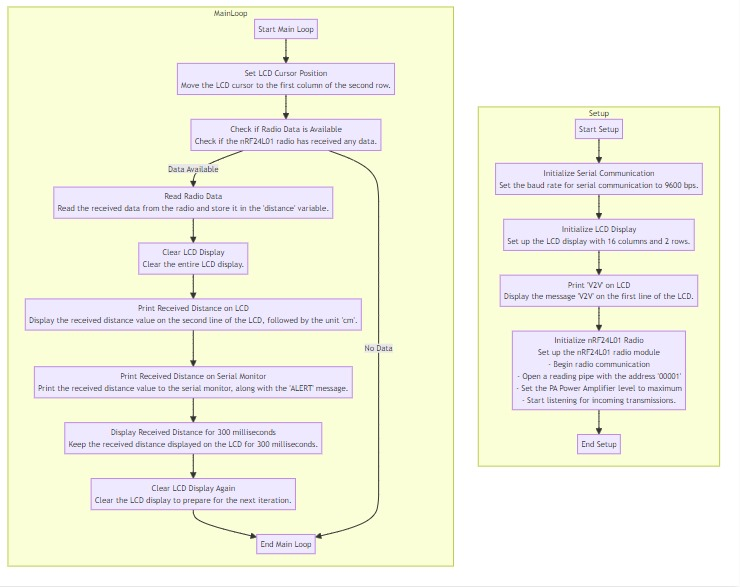 MainLoop
Start Main Loop
Set LCD Cursor Position
Move the LCD cursor to the first column of the second row.
Check if Radio Data is Available
Check if the nRF24L01 radio has received any data.
Data Available
Read Radio Data
Read the received data from the radio and store it in the 'distance' variable.
Clear LCD Display
Clear the entire LCD display.
Print Received Distance on LCD
Display the received distance value on the second line of the LCD, followed by the unit 'cm'.
No Data
Print Received Distance on Serial Monitor
Print the received distance value to the serial monitor, along with the 'ALERT' message.
Display Received Distance for 300 milliseconds
Keep the received distance displayed on the LCD for 300 milliseconds.
Clear LCD Display Again
Clear the LCD display to prepare for the next iteration.
End Main Loop
Setup
Start Setup
Initialize Serial Communication
Set the baud rate for serial communication to 9600 bps.
Initialize LCD Display
Set up the LCD display with 16 columns and 2 rows.
Print 'V2V' on LCD
Display the message 'V2V' on the first line of the LCD.
Initialize nRF24L01 Radio
Set up the nRF24L01 radio module
- Begin radio communication
- Open a reading pipe with the address '00001'
- Set the PA Power Amplifier level to maximum
- Start listening for incoming transmissions.
End Setup